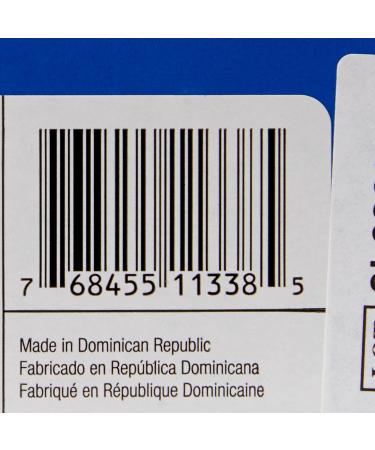 7 68455 11338 5
Made in Dominican Republic
Fabricado en República Dominicana
Fabriqué en République Dominicaine